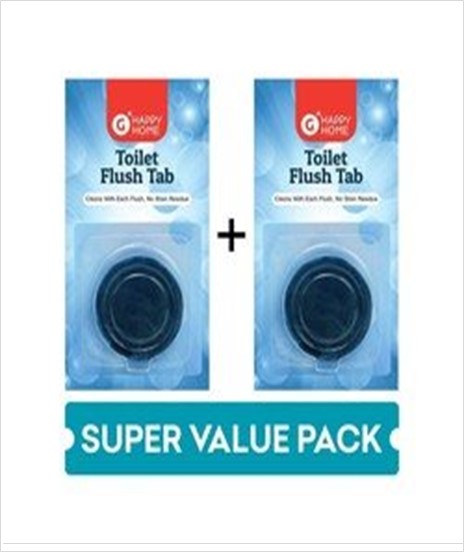 G
HAPPY
HOME
Toilet
Flush Tab
Cleans With Each Flush, No Stain Residue
+
G
HAPPY
HOME
Toilet
Flush Tab
Cleans With Each Flush, No Stain Residue
SUPER VALUE PACK